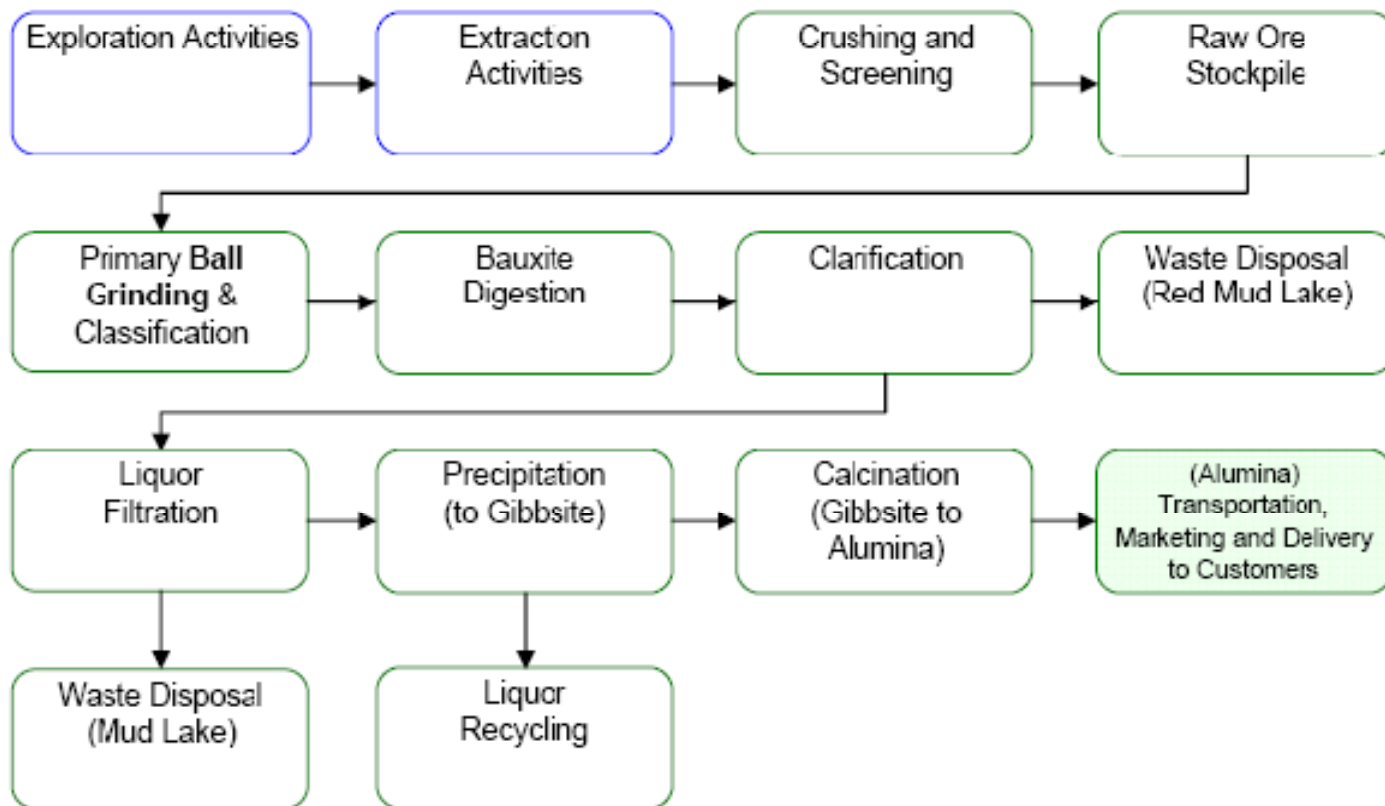 Exploration Activities
Extraction
Activities
Crushing and
Screening
Raw Ore
Stockpile
Primary Ball
Grinding &
Classification
Bauxite
Digestion
Clarification
Waste Disposal
(Red Mud Lake)
Liquor
Filtration
Precipitation
(to Gibbsite)
Calcination
(Gibbsite to
Alumina)
(Alumina)
Transportation,
Marketing and Delivery
to Customers
Waste Disposal
(Mud Lake)
Liquor
Recycling